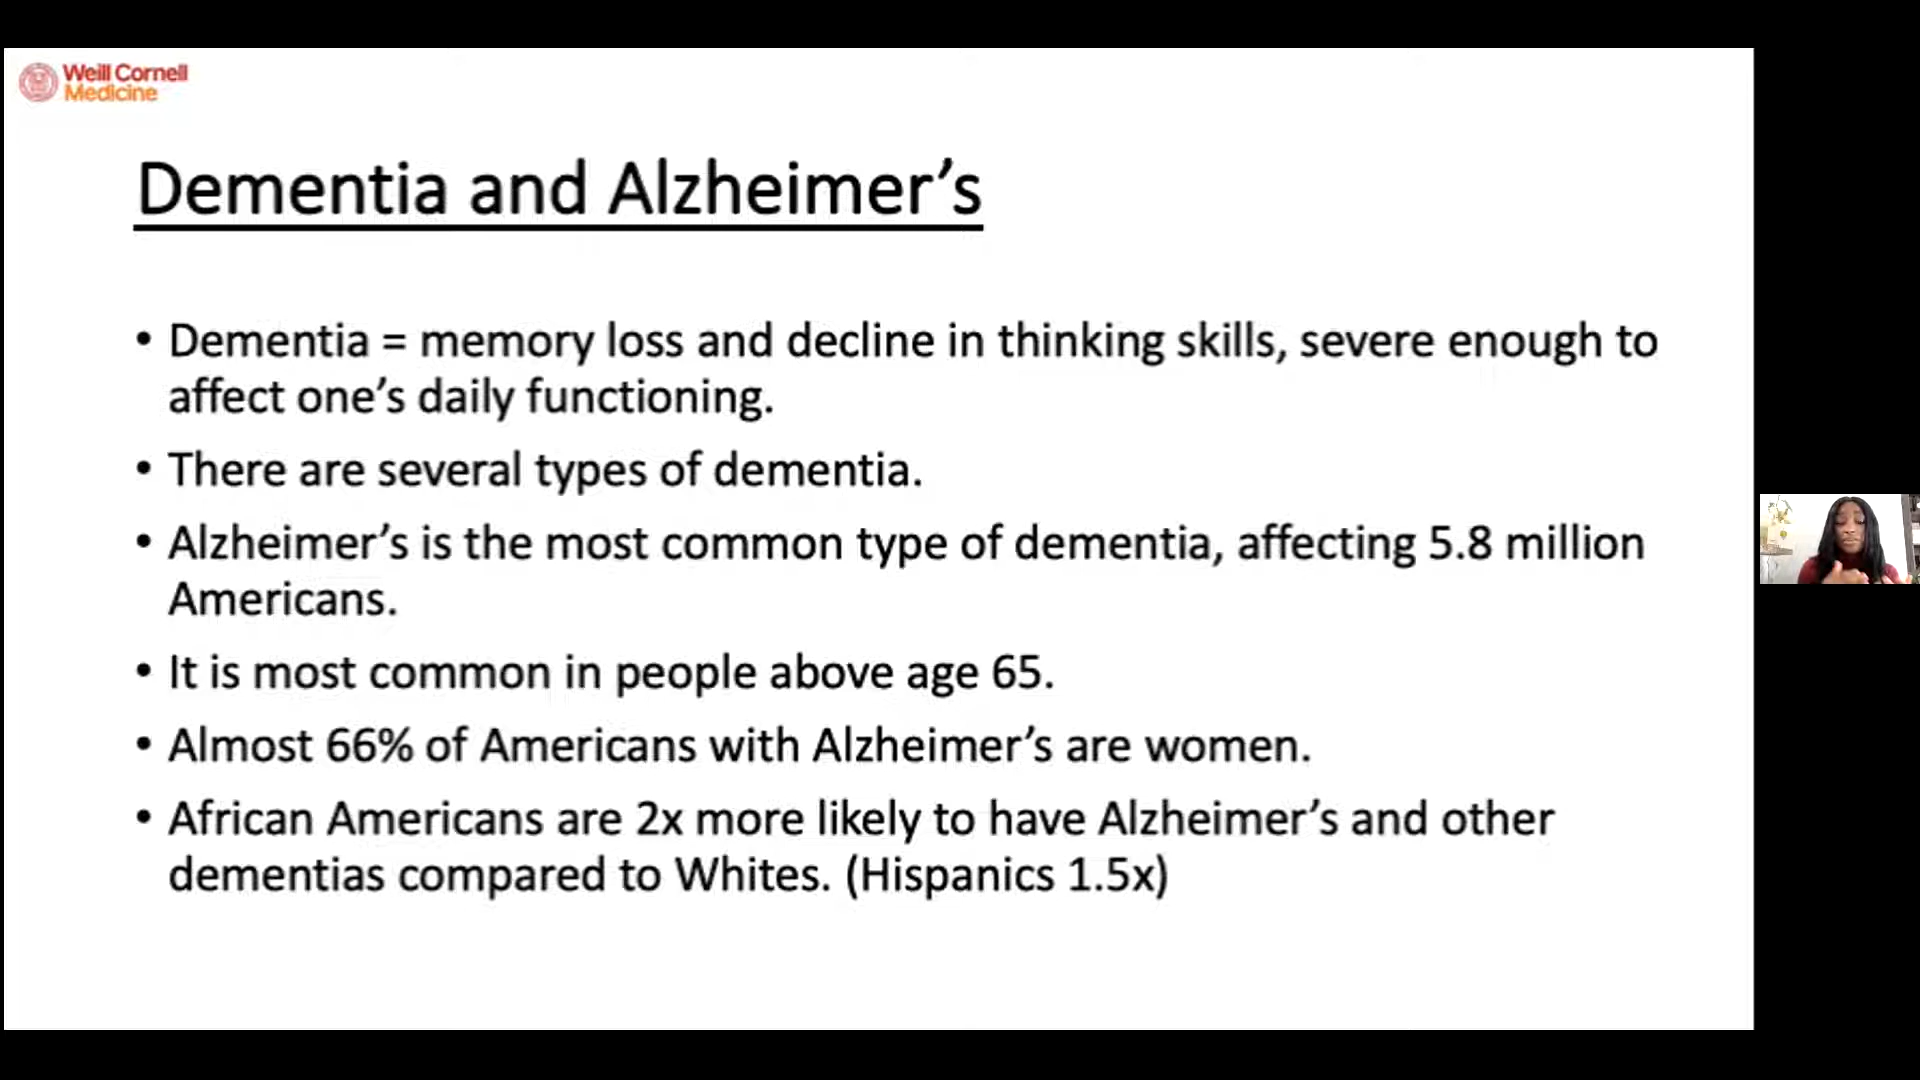 Weill Cornell
Medicine
Dementia and Alzheimer’s
• Dementia = memory loss and decline in thinking skills, severe enough to
affect one’s daily functioning.
• There are several types of dementia.
• Alzheimer’s is the most common type of dementia, affecting 5.8 million
Americans.
• It is most common in people above age 65.
• Almost 66% of Americans with Alzheimer’s are women.
• African Americans are 2x more likely to have Alzheimer’s and other
dementias compared to Whites. (Hispanics 1.5x)